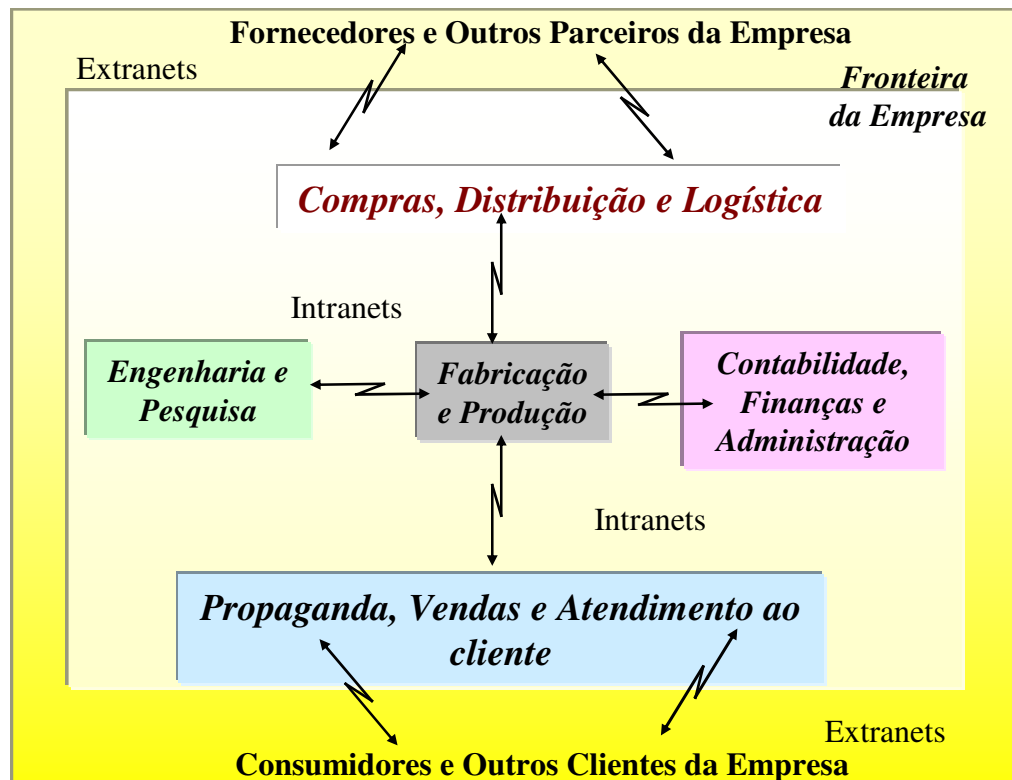 Fornecedores e Outros Parceiros da Empresa
Extranets
Fronteira
da Empresa
Compras, Distribuição e Logística
Intranets
Engenharia e
Pesquisa
Fabricação
e Produção
Contabilidade,
Finanças e
Administração
Intranets
Propaganda, Vendas e Atendimento ao
cliente
Extranets
Consumidores e Outros Clientes da Empresa